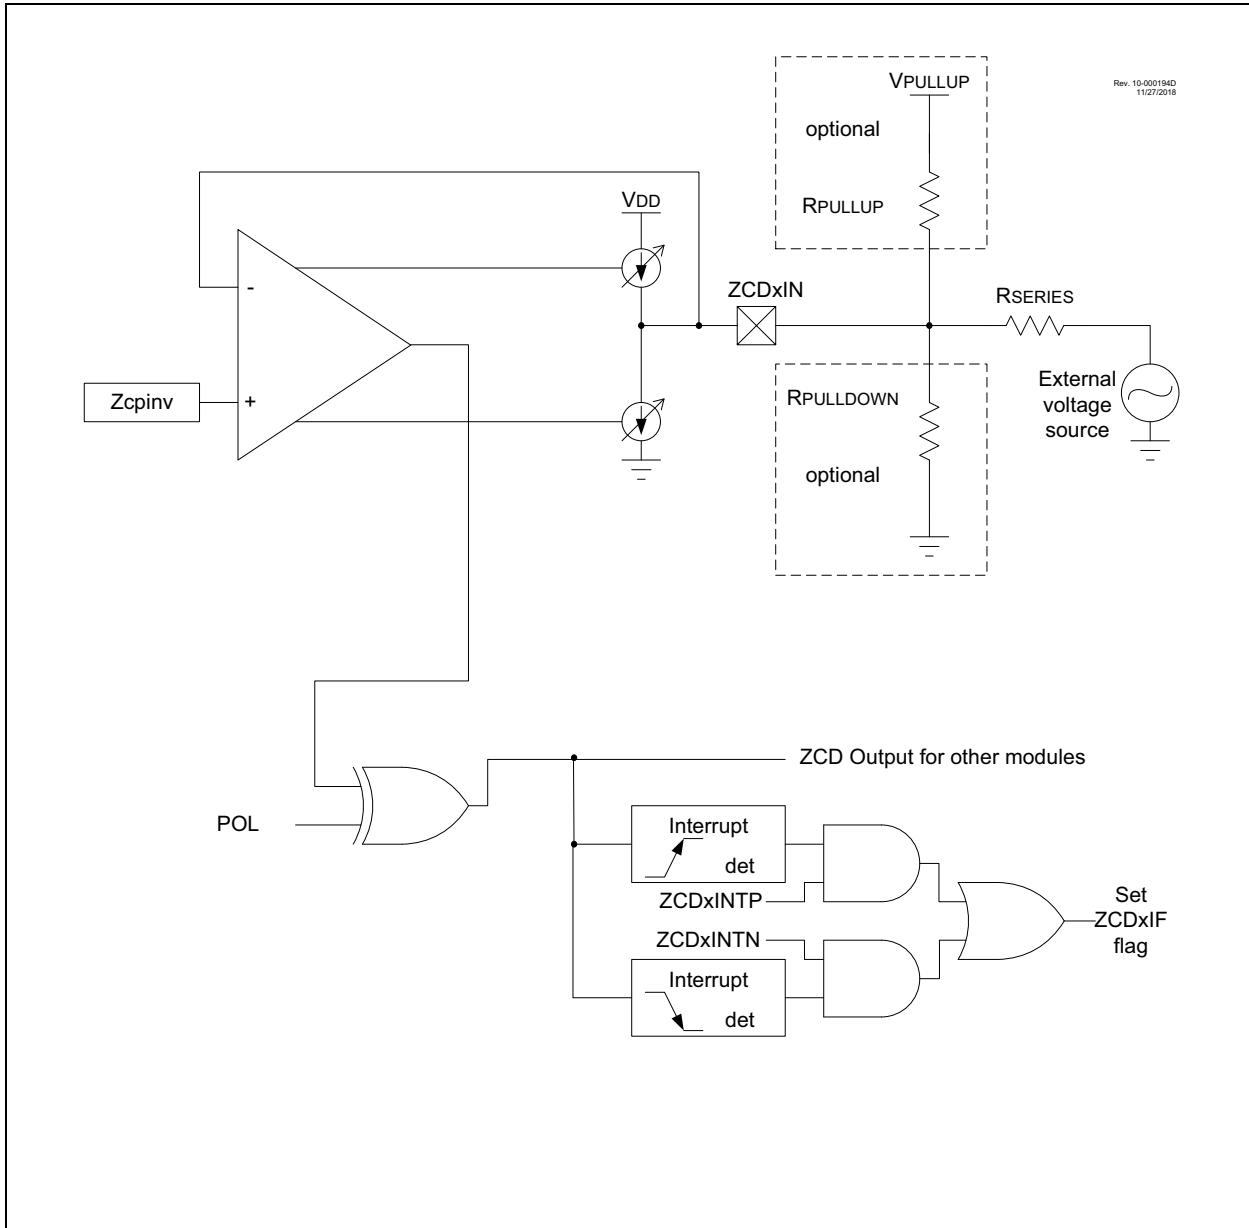 VPULLUP
Rev. 10-000194D
11/27/2018
optional
RPULLUP
VDD
ZCDxIN
RSERIES
-
Zcpinv
+
RPULLDOWN
External
voltage
source
optional
ZCD Output for other modules
POL
Interrupt
det
ZCDxINTP
ZCDxINTN
Interrupt
det
Set
ZCDxIF
flag